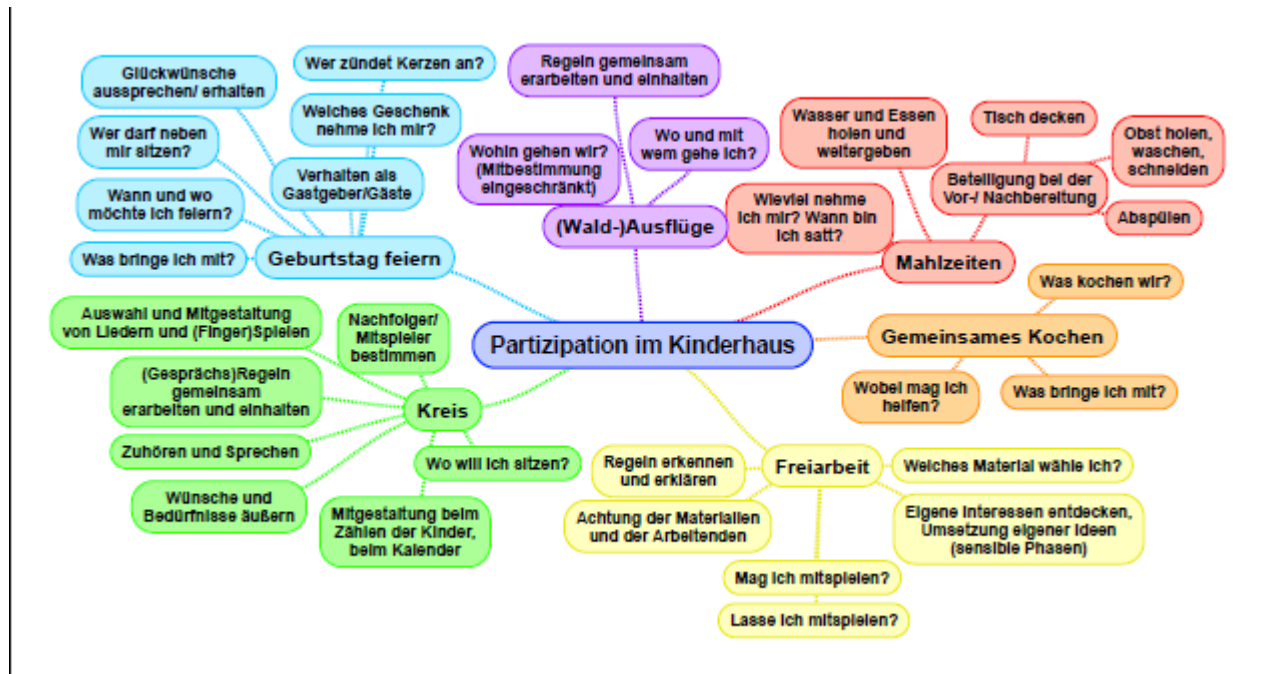 Partizipation im Kinderhaus
Geburtstag feiern
Glückwünsche
aussprechen/ erhalten
Wer zündet Kerzen an?
Welches Geschenk
nehme ich mir?
Wer darf neben
mir sitzen?
Verhalten als
Gastgeber/Gäste
Wann und wo
möchte ich feiern?
Was bringe ich mit?
(Wald-)Ausflüge
Regeln gemeinsam
erarbeiten und einhalten
Wohin gehen wir?
(Mitbestimmung
eingeschränkt)
Wo und mit
wem gehe ich?
Mahlzeiten
Wasser und Essen
holen und
weitergeben
Wieviel nehme
ich mir? Wann bin
ich satt?
Beteiligung bei der
Vor-/ Nachbereitung
Tisch decken
Obst holen,
waschen,
schneiden
Abspülen
Gemeinsames Kochen
Was kochen wir?
Wobei mag ich
helfen?
Was bringe ich mit?
Freiarbeit
Regeln erkennen
und erklären
Welches Material wähle ich?
Achtung der Materialien
und der Arbeitenden
Eigene Interessen entdecken,
Umsetzung eigener Ideen
(sensible Phasen)
Mag ich mitspielen?
Lasse ich mitspielen?
Kreis
Auswahl und Mitgestaltung
von Liedern und (Finger)Spielen
Nachfolger/
Mitspieler
bestimmen
(Gesprächs)Regeln
gemeinsam
erarbeiten und einhalten
Zuhören und Sprechen
Wo will ich sitzen?
Wünsche und
Bedürfnisse äußern
Mitgestaltung beim
Zählen der Kinder,
beim Kalender